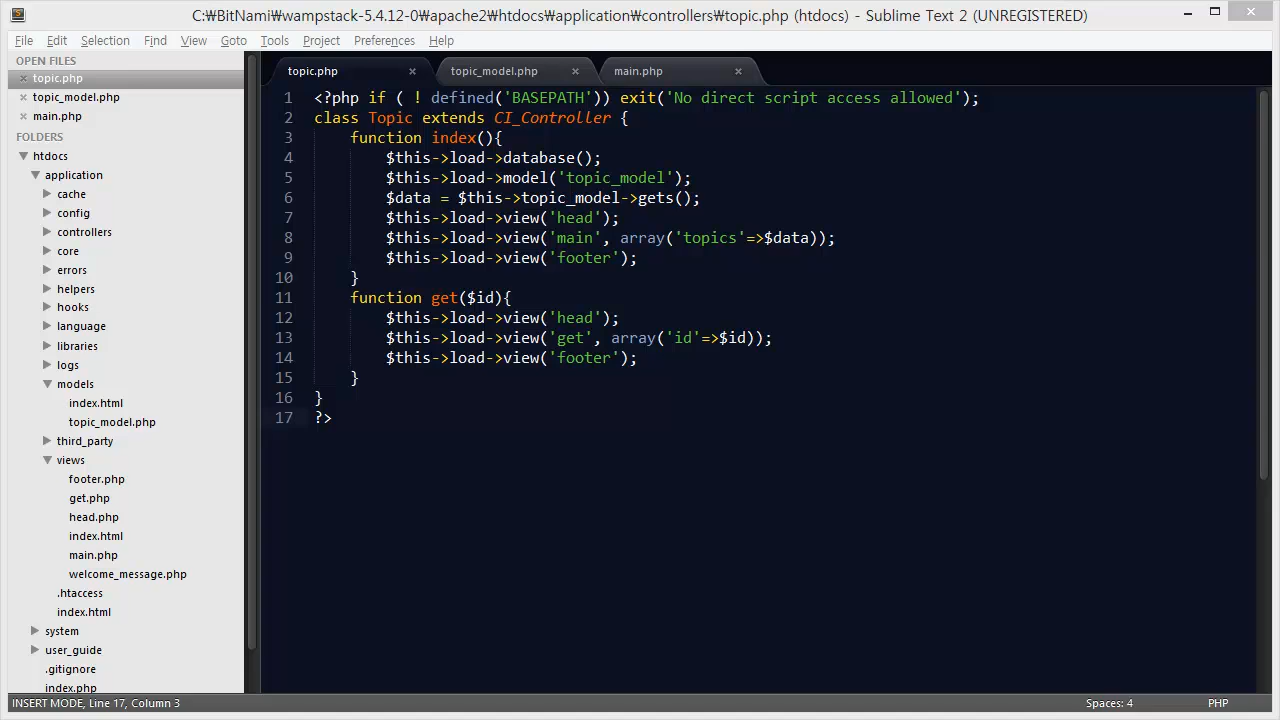 C:₩BitNami₩wampstack-5.4.12-0₩apache2₩htdocs₩application₩controllers₩topic.php (htdocs) - Sublime Text 2 (UNREGISTERED)
File Edit Selection Find View Goto Tools Project Preferences Help
OPEN FILES
topic.php
topic_model.php
main.php
FOLDERS
htdocs
application
cache
config
controllers
core
errors
helpers
hooks
language
libraries
logs
models
index.html
topic_model.php
third_party
views
footer.php
get.php
head.php
index.html
main.php
welcome_message.php
.htaccess
index.html
system
user_guide
.gitignore
index.php
topic.php topic_model.php main.php
1 <?php if ( ! defined('BASEPATH')) exit('No direct script access allowed');
2 class Topic extends CI_Controller {
3 function index(){
4 $this->load->database();
5 $this->load->model('topic_model');
6 $data = $this->topic_model->gets();
7 $this->load->view('head');
8 $this->load->view('main', array('topics'=>$data));
9 $this->load->view('footer');
10 }
11 function get($id){
12 $this->load->view('head');
13 $this->load->view('get', array('id'=>$id));
14 $this->load->view('footer');
15 }
16 }
17 ?>
INSERT MODE, Line 17, Column 3 Spaces: 4 PHP